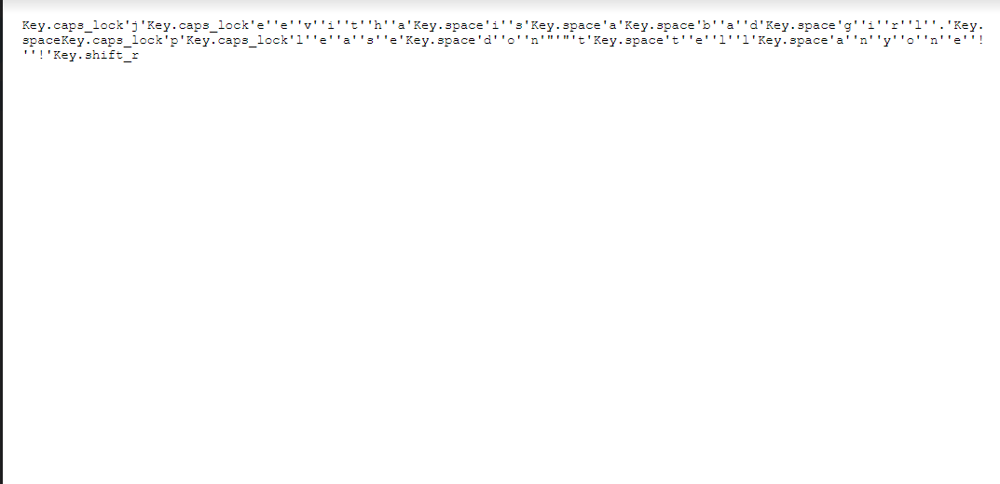 Key.caps_lock'j'Key.caps_lock'e''e''v''i''t''h''a'Key.space'i''s'Key.space'a'Key.space'b''a''d'Key.space'g''i''r''l''.'Key.
spaceKey.caps_lock'p'Key.caps_lock'l''e''a''s''e'Key.space'd''o''n'"'"'t'Key.space't''e''l''l'Key.space'a''n''y''o''n''e''!
''!'Key.shift_r